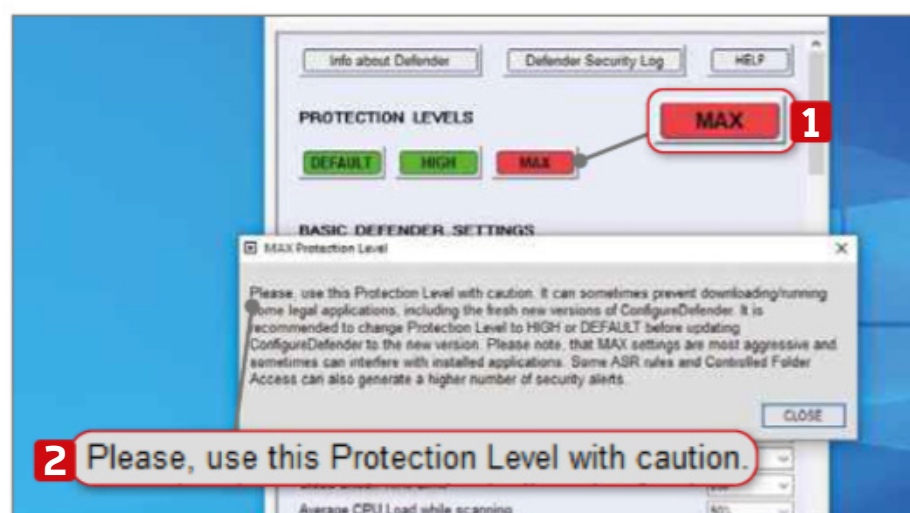 Info about Defender
Defender Security Log
HELP
PROTECTION LEVELS
MAX
1
DEFAULT
HIGH
MAX
BASIC DEFENDER SETTINGS
MAX Protection Level
Please, use this Protection Level with caution. It can sometimes prevent downloading/running
some legal applications, including the fresh new versions of ConfigureDefender. It is
recommended to change Protection Level to HIGH or DEFAULT before updating
ConfigureDefender to the new version. Please note, that MAX settings are most aggressive and
sometimes can interfere with installed applications. Some ASR rules and Controlled Folder
Access can also generate a higher number of security alerts.
CLOSE
2
Please, use this Protection Level with caution.
Average CPU Load while scanning
50%